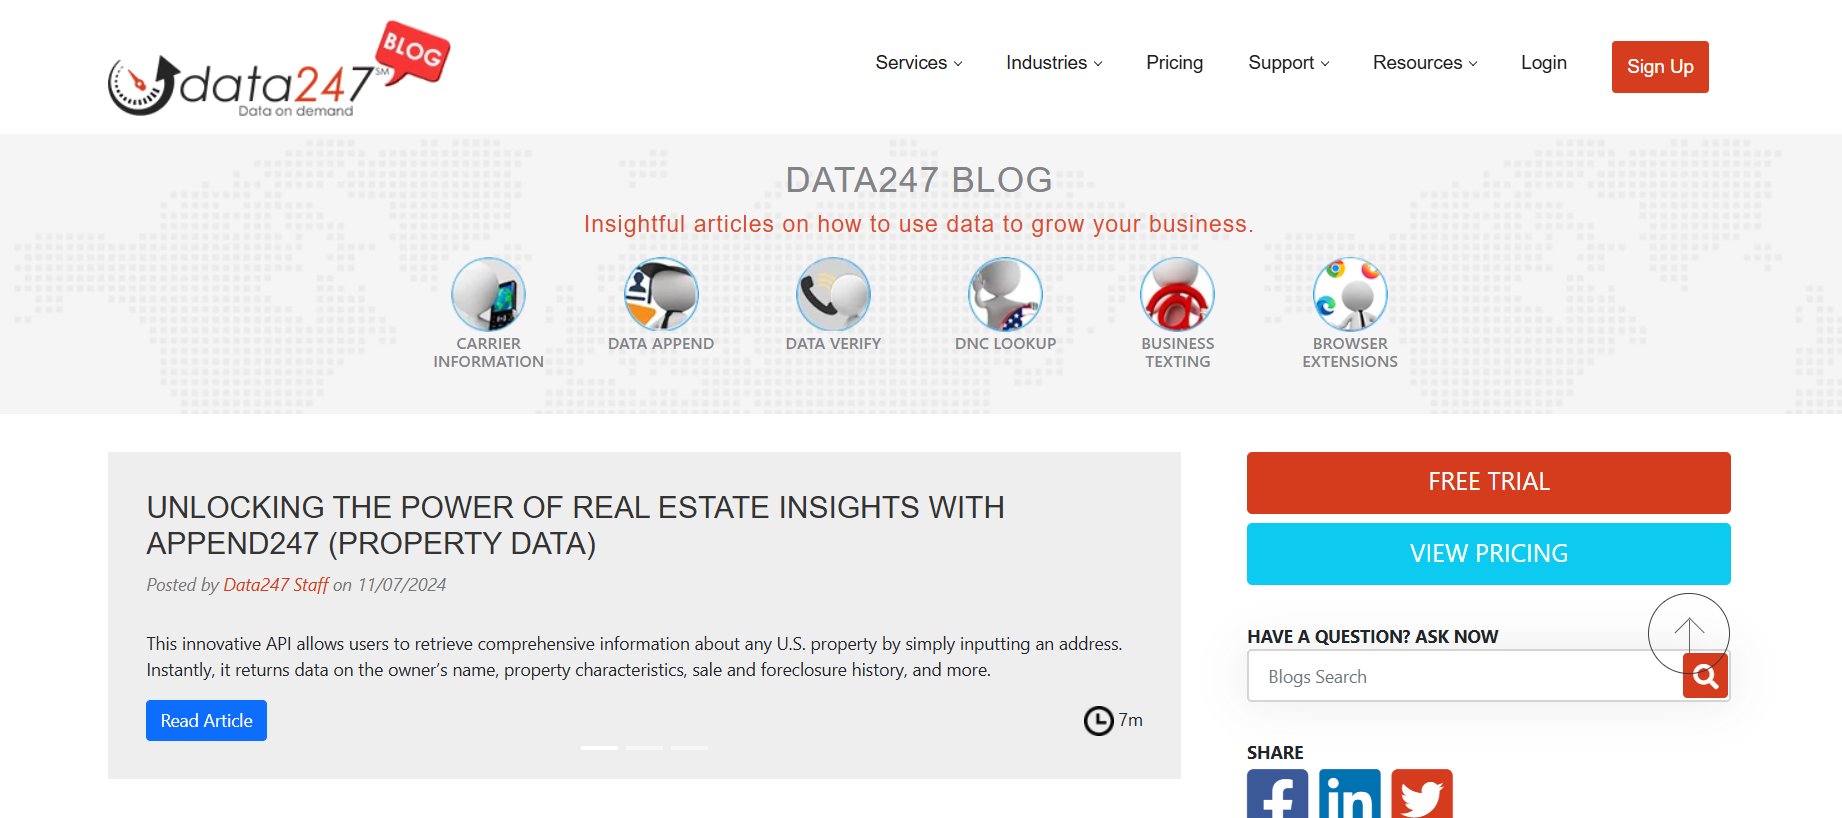 BLOG
data247 SM
Data on demand
Services
Industries
Pricing
Support
Resources
Login
Sign Up
DATA247 BLOG
Insightful articles on how to use data to grow your business.
CARRIER
INFORMATION
DATA APPEND
DATA VERIFY
DNC LOOKUP
BUSINESS
TEXTING
BROWSER
EXTENSIONS
UNLOCKING THE POWER OF REAL ESTATE INSIGHTS WITH
APPEND247 (PROPERTY DATA)
Posted by Data247 Staff on 11/07/2024
This innovative API allows users to retrieve comprehensive information about any U.S. property by simply inputting an address.
Instantly, it returns data on the owner’s name, property characteristics, sale and foreclosure history, and more.
Read Article
7m
FREE TRIAL
VIEW PRICING
HAVE A QUESTION? ASK NOW
Blogs Search
SHARE